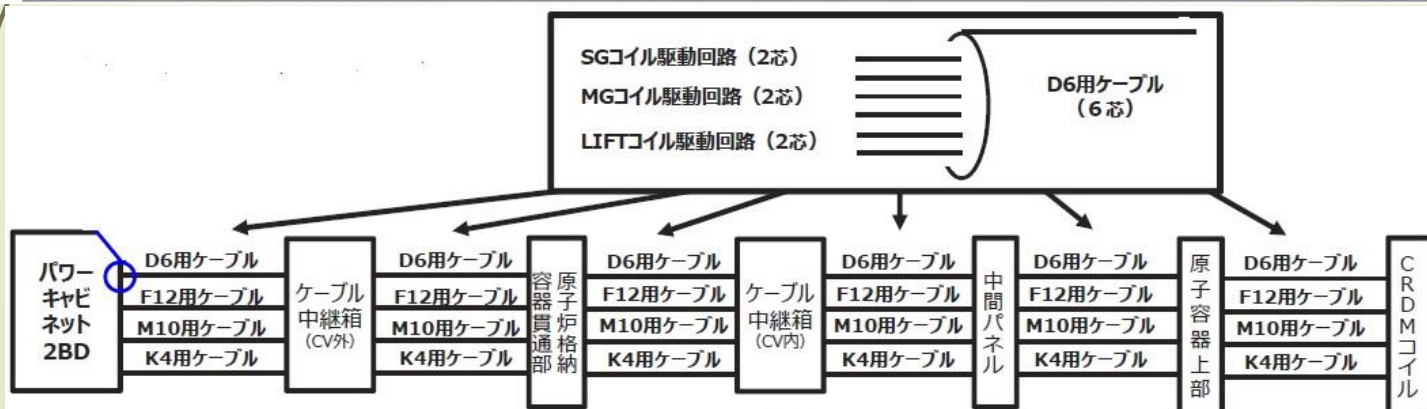 SGコイル駆動回路（2芯）
MGコイル駆動回路（2芯）
LIFTコイル駆動回路（2芯）
D6用ケーブル
（６芯）
パワー
キャビ
ネット
2BD
D6用ケーブル
F12用ケーブル
M10用ケーブル
K4用ケーブル
ケーブル
中継箱
（CV外）
D6用ケーブル
F12用ケーブル
M10用ケーブル
K4用ケーブル
原子炉格納
容器貫通部
D6用ケーブル
F12用ケーブル
M10用ケーブル
K4用ケーブル
ケーブル
中継箱
（CV内）
D6用ケーブル
F12用ケーブル
M10用ケーブル
K4用ケーブル
中間パネル
D6用ケーブル
F12用ケーブル
M10用ケーブル
K4用ケーブル
原子容器上部
D6用ケーブル
F12用ケーブル
M10用ケーブル
K4用ケーブル
CRDMコイル